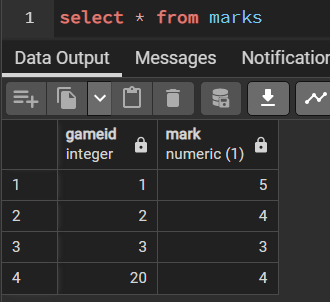 1 select * from marks
Data Output Messages Notification
gameid mark
integer numeric (1)
1 1 5
2 2 4
3 3 3
4 20 4